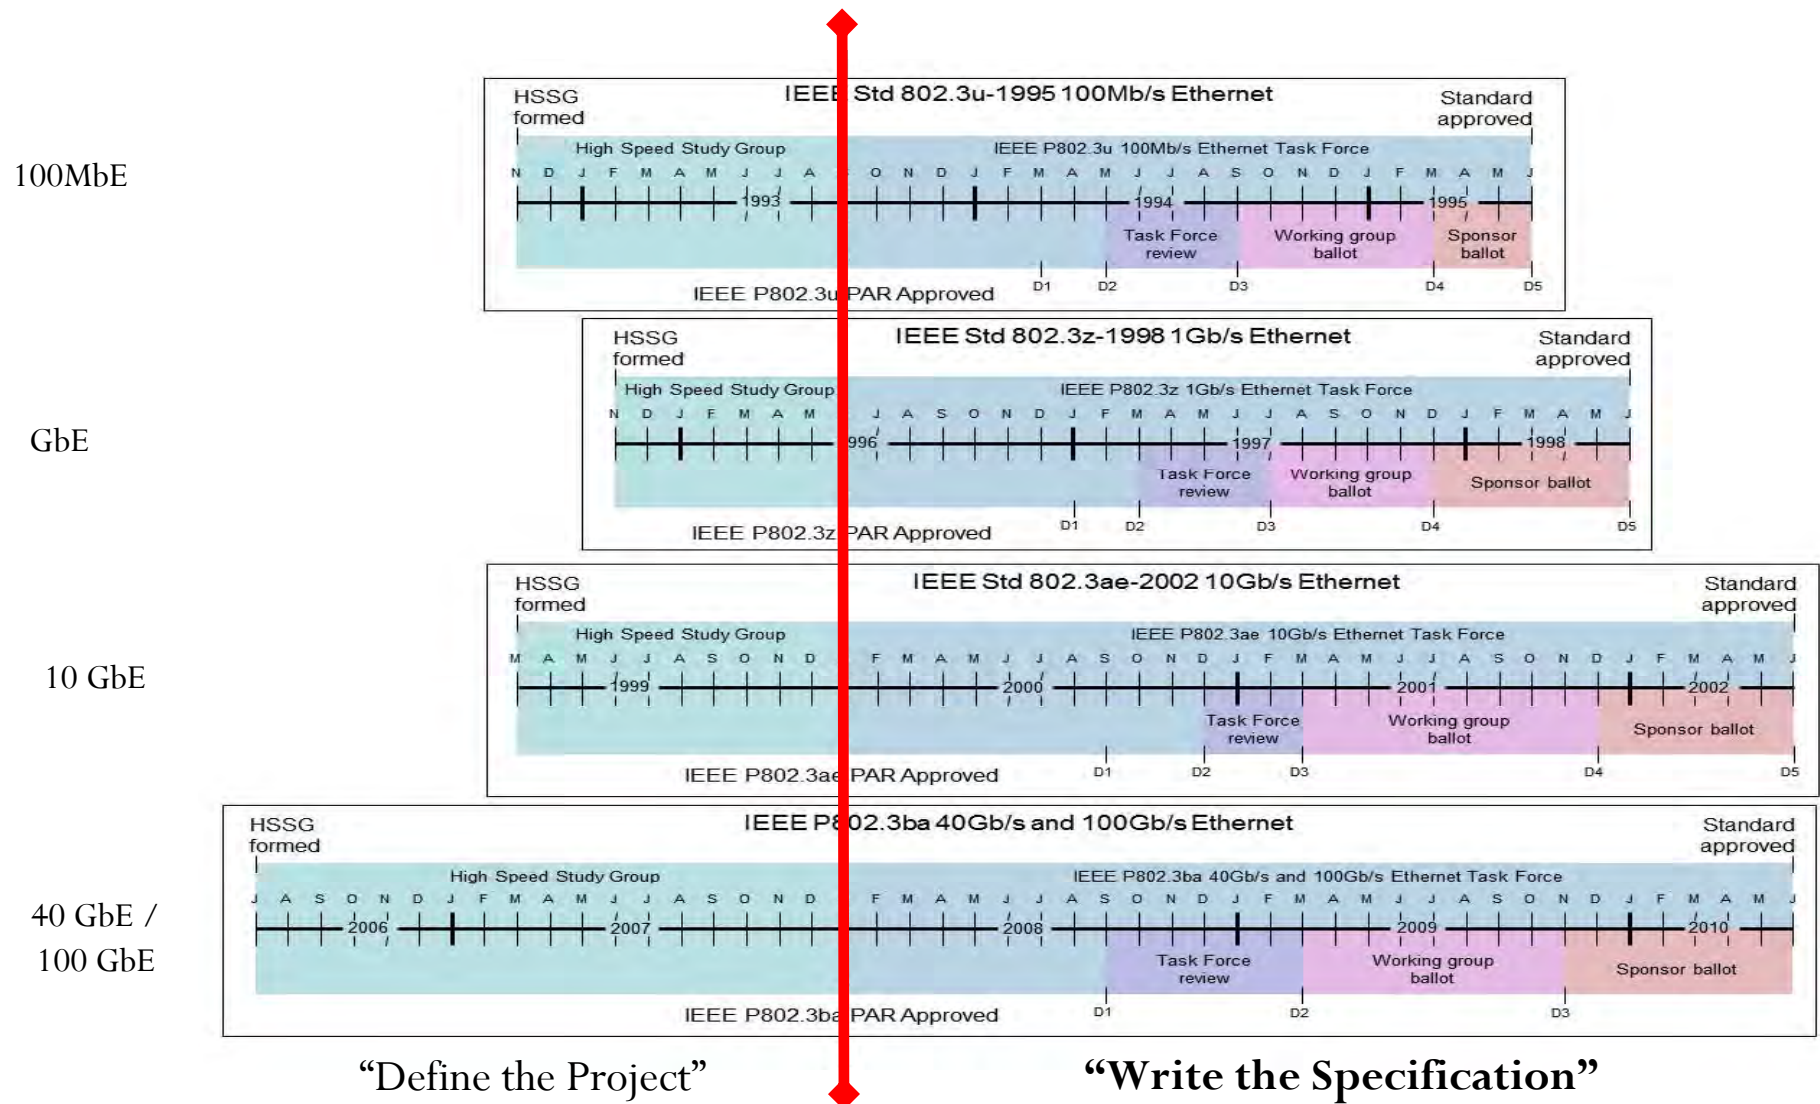 100MbE
IEEE Std 802.3u-1995 100Mb/s Ethernet
HSSG
formed
Standard
approved
High Speed Study Group
IEEE P802.3u 100Mb/s Ethernet Task Force
N D J F M A M J J A O N D J F M A M J J A S O N D J F M A M J
1993 1994 1995
Task Force
review
Working group
ballot
Sponsor
ballot
D1 D2 D3 D4 D5
IEEE P802.3u PAR Approved
GbE
IEEE Std 802.3z-1998 1Gb/s Ethernet
HSSG
formed
Standard
approved
High Speed Study Group
IEEE P802.3z 1Gb/s Ethernet Task Force
N D J F M A M J A S O N D J F M A M J J A S O N D J F M A M J
996 1997 1998
Task Force
review
Working group
ballot
Sponsor ballot
D1 D2 D3 D4 D5
IEEE P802.3z PAR Approved
10 GbE
IEEE Std 802.3ae-2002 10Gb/s Ethernet
HSSG
formed
Standard
approved
High Speed Study Group
IEEE P802.3ae 10Gb/s Ethernet Task Force
M A M J J A S O N D F M A M J J A S O N D J F M A M J J A S O N D J F M A M J
1999 2000 2001 2002
Task Force
review
Working group
ballot
Sponsor ballot
D1 D2 D3 D4 D5
IEEE P802.3ae PAR Approved
40 GbE /
100 GbE
IEEE P802.3ba 40Gb/s and 100Gb/s Ethernet
HSSG
formed
Standard
approved
High Speed Study Group
IEEE P802.3ba 40Gb/s and 100Gb/s Ethernet Task Force
J A S O N D J F M A M J J A S O N D F M A M J J A S O N D J F M A M J J A S O N D J F M A M J
2006 2007 2008 2009 2010
Task Force
review
Working group
ballot
Sponsor ballot
D1 D2 D3
IEEE P802.3ba PAR Approved
“Define the Project”
“Write the Specification”